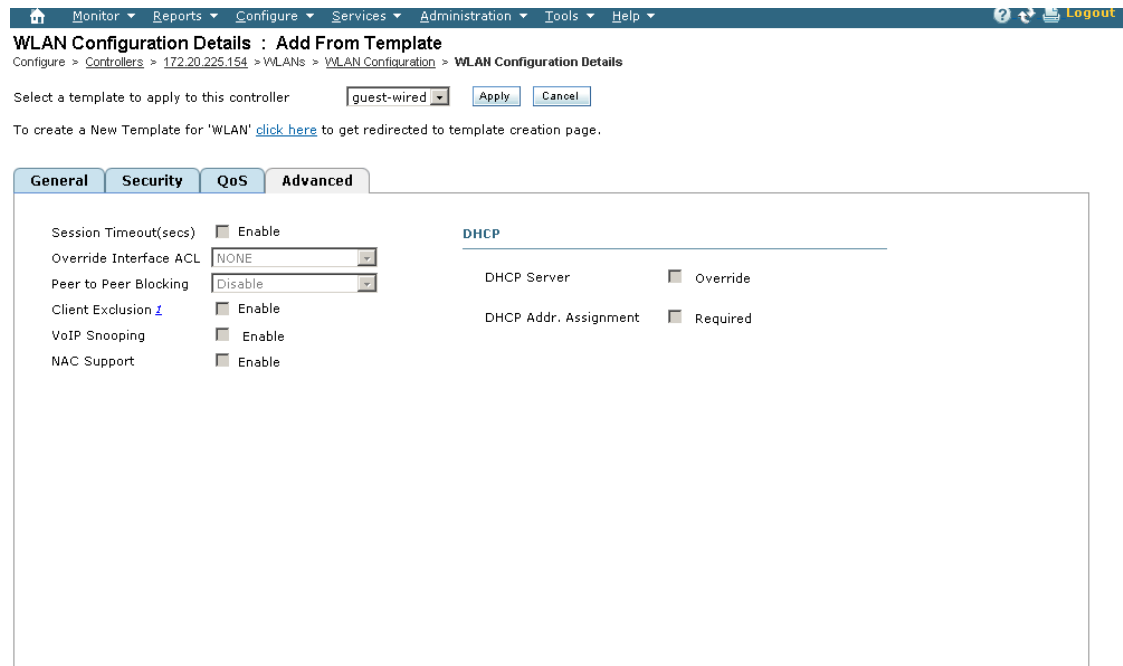 Monitor Reports Configure Services Administration Tools Help Logout
WLAN Configuration Details : Add From Template
Configure > Controllers > 172.20.225.154 > WLANs > WLAN Configuration > WLAN Configuration Details
Select a template to apply to this controller guest-wired Apply Cancel
To create a New Template for 'WLAN' click here to get redirected to template creation page.
General Security QoS Advanced
Session Timeout(secs) Enable
Override Interface ACL NONE
Peer to Peer Blocking Disable
Client Exclusion 1 Enable
VoIP Snooping Enable
NAC Support Enable
DHCP
DHCP Server Override
DHCP Addr. Assignment Required